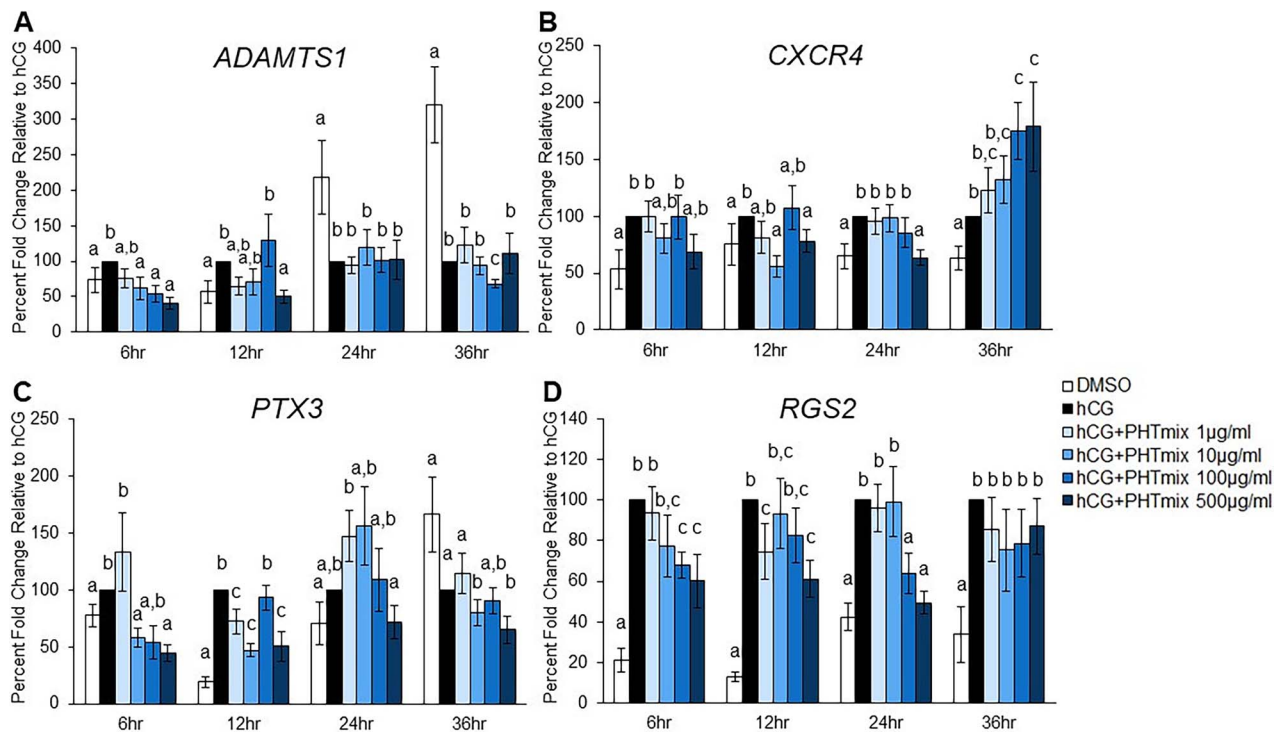 A
ADAMTS1
Percent Fold Change Relative to hCG
400
350
300
250
200
150
100
50
0
a b a,b a a a
a b a,b a,b b a
a b b b b b
a b b b c b
6hr 12hr 24hr 36hr
B
CXCR4
Percent Fold Change Relative to hCG
250
200
150
100
50
0
a b b a,b b a,b
a b a,b a a,b a
a b b b b a
a b b,c b,c c c
6hr 12hr 24hr 36hr
C
PTX3
Percent Fold Change Relative to hCG
250
200
150
100
50
0
a b b a a,b a
a b c c b c
a a,b b a,b a,b a
a a a b a,b b
6hr 12hr 24hr 36hr
D
RGS2
Percent Fold Change Relative to hCG
140
120
100
80
60
40
20
0
a b b b,c c c
a b c b,c b,c c
a b b b a a
a b b b b b
6hr 12hr 24hr 36hr
DMSO
hCG
hCG+PHTmix 1µg/ml
hCG+PHTmix 10µg/ml
hCG+PHTmix 100µg/ml
hCG+PHTmix 500µg/ml